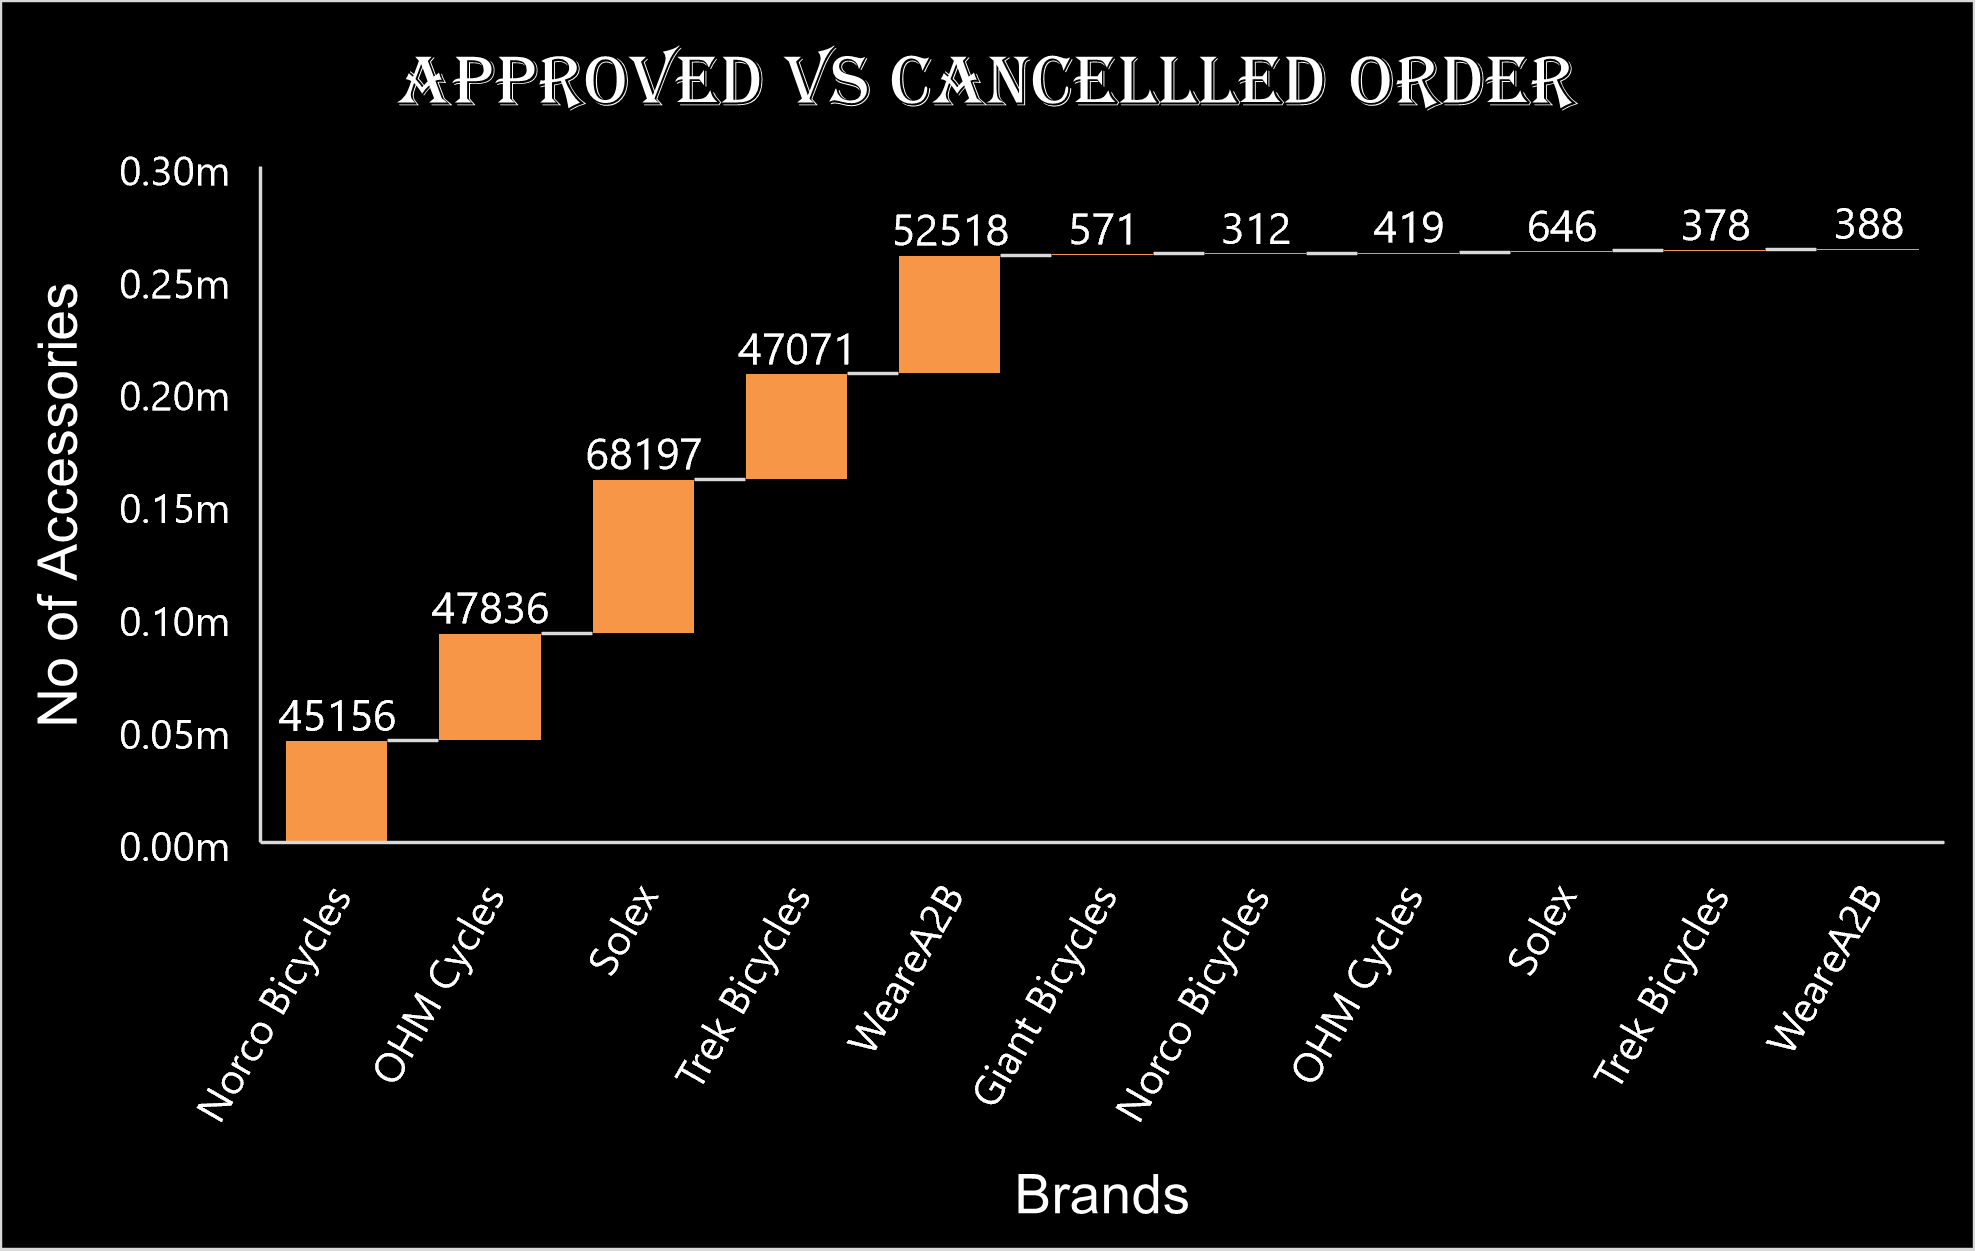 APPROVED VS CANCELLLED ORDER
0.30m
0.25m
0.20m
0.15m
0.10m
0.05m
0.00m
No of Accessories
45156
47836
68197
47071
52518
571
312
419
646
378
388
Norco Bicycles
OHM Cycles
Solex
Trek Bicycles
WeareA2B
Giant Bicycles
Norco Bicycles
OHM Cycles
Solex
Trek Bicycles
WeareA2B
Brands